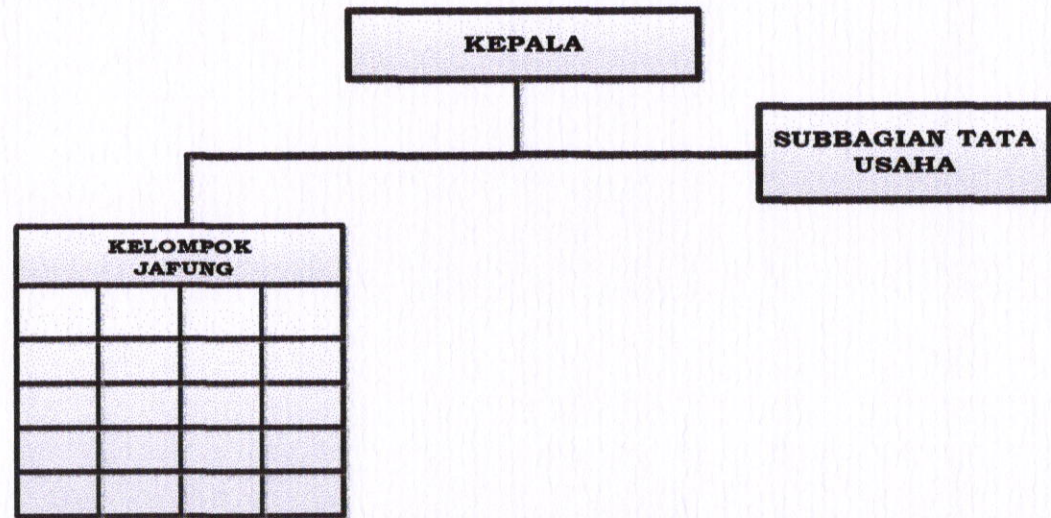 KEPALA
SUBBAGIAN TATA
USAHA
KELOMPOK
JAFUNG